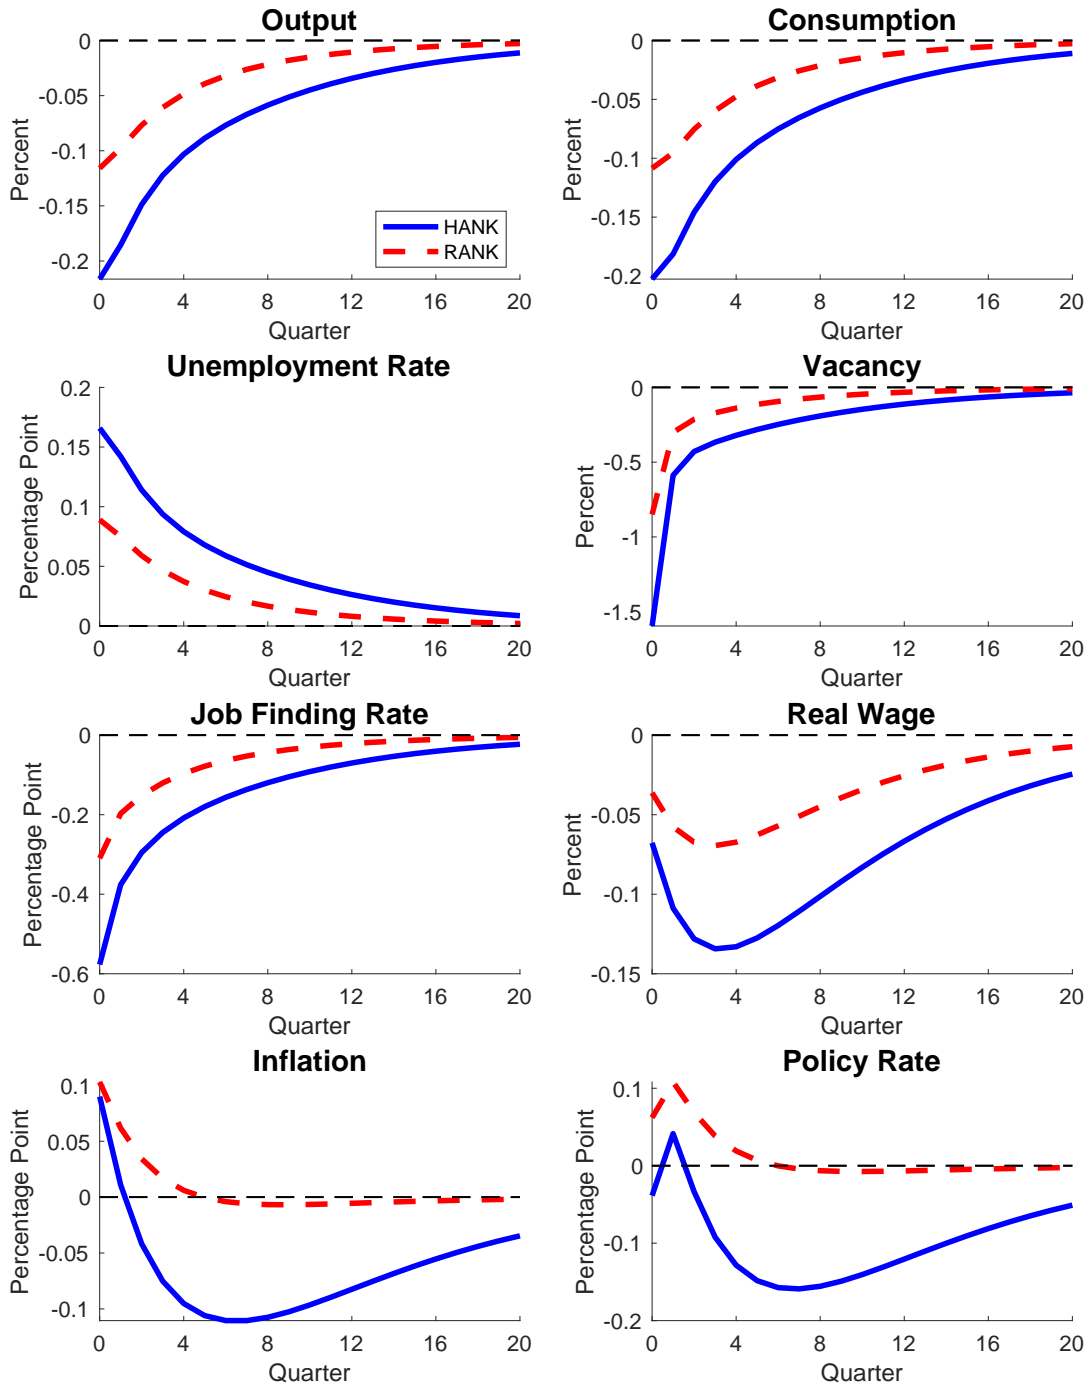 Output
Percent
0
-0.05
-0.1
-0.15
-0.2
HANK
RANK
0 4 8 12 16 20
Quarter
Consumption
Percent
0
-0.05
-0.1
-0.15
-0.2
0 4 8 12 16 20
Quarter
Unemployment Rate
Percentage Point
0.2
0.15
0.1
0.05
0
0 4 8 12 16 20
Quarter
Vacancy
Percent
0
-0.5
-1
-1.5
0 4 8 12 16 20
Quarter
Job Finding Rate
Percentage Point
0
-0.2
-0.4
-0.6
0 4 8 12 16 20
Quarter
Real Wage
Percent
0
-0.05
-0.1
-0.15
0 4 8 12 16 20
Quarter
Inflation
Percentage Point
0.1
0.05
0
-0.05
-0.1
0 4 8 12 16 20
Quarter
Policy Rate
Percentage Point
0.1
0
-0.1
-0.2
0 4 8 12 16 20
Quarter